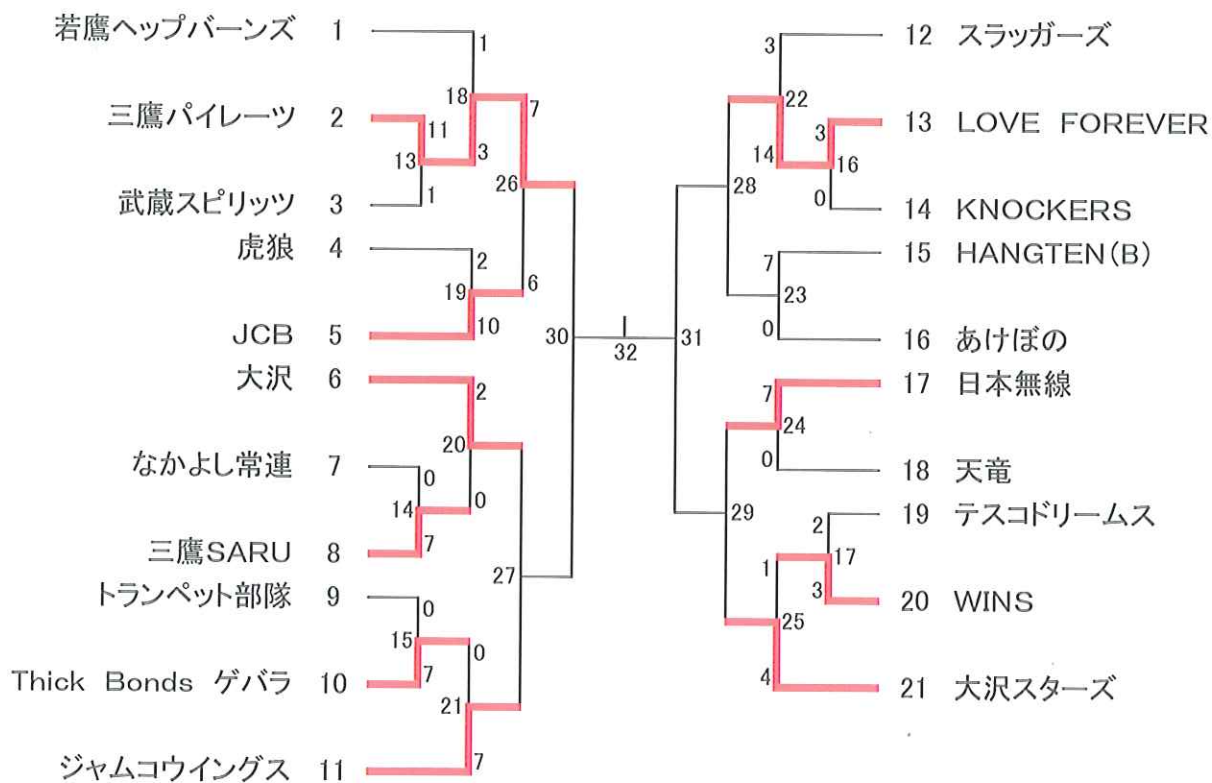 若鷹ヘップバーンズ 1
1
三鷹パイレーツ 2
11
18
7
13
3
武蔵スピリッツ 3
1
26
虎狼 4
2
19
6
JCB 5
10
30
大沢 6
2
20
なかよし常連 7
0
14
0
三鷹SARU 8
7
27
トランペット部隊 9
0
15
0
Thick Bonds ゲバラ 10
7
21
ジャムコウイングス 11
7
32
3
12 スラッガーズ
22
3
13 LOVE FOREVER
14
16
28
0
14 KNOCKERS
7
15 HANGTEN(B)
23
0
16 あけぼの
31
7
17 日本無線
24
0
18 天竜
29
2
19 テスコドリームス
1
17
3
20 WINS
25
4
21 大沢スターズ